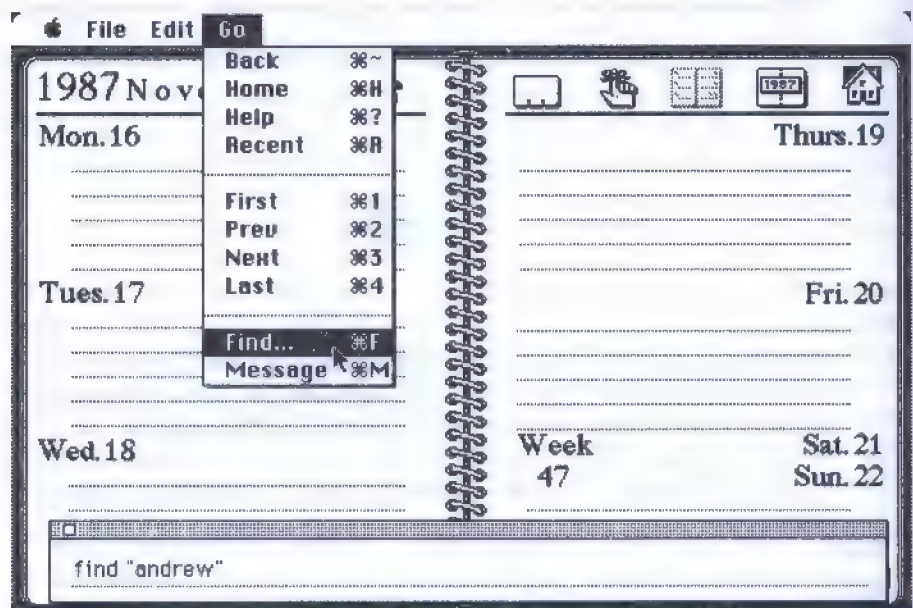 File Edit Go
Back ⌘~
Home ⌘H
Help ⌘?
Recent ⌘R
First ⌘1
Prev ⌘2
Next ⌘3
Last ⌘4
Find... ⌘F
Message ⌘M
1987
1987
Mon. 16
Tues. 17
Wed. 18
Thurs. 19
Fri. 20
Week
47
Sat. 21
Sun. 22
find "andrew"